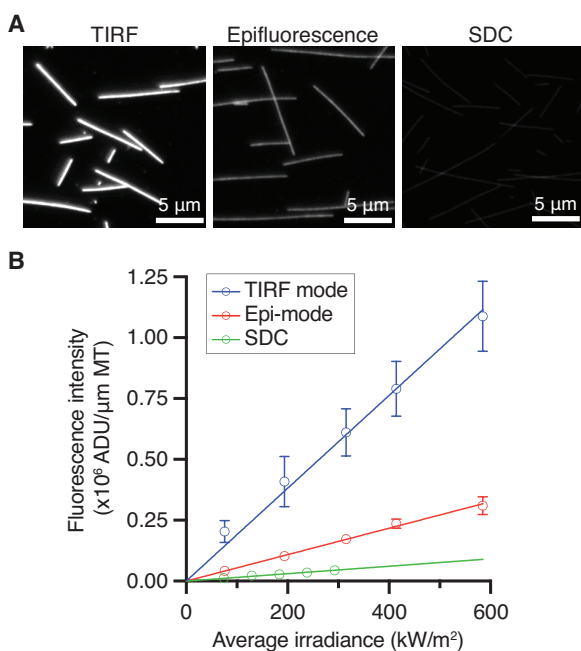 A
TIRF
Epifluorescence
SDC
5 µm
5 µm
5 µm
B
1.25
1.00
0.75
0.50
0.25
0.00
Fluorescence intensity
(x10⁶ ADU/µm MT)
TIRF mode
Epi-mode
SDC
0
200
400
600
Average irradiance (kW/m²)